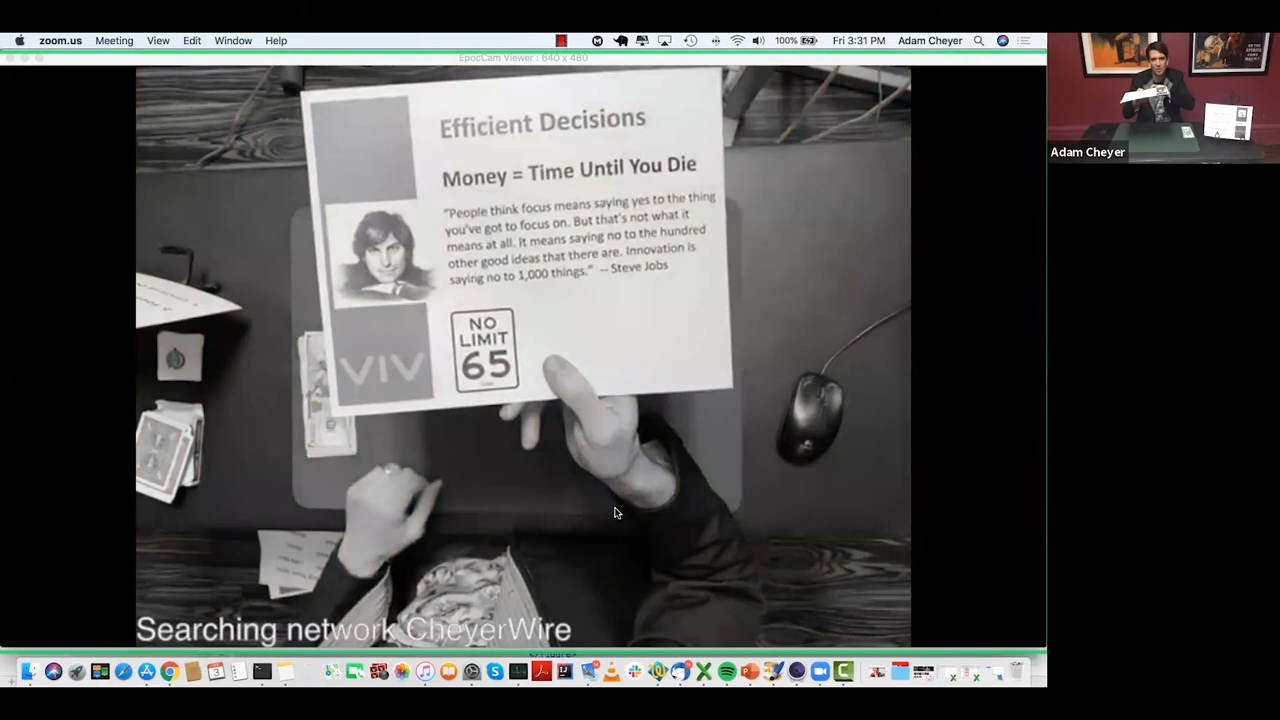 zoom.us Meeting View Edit Window Help 100% Fri 3:31 PM Adam Cheyer
EpocCam Viewer : 640 x 480
Adam Cheyer
Efficient Decisions
Money = Time Until You Die
"People think focus means saying yes to the thing
you've got to focus on. But that's not what it
means at all. It means saying no to the hundred
other good ideas that there are. Innovation is
saying no to 1,000 things." – Steve Jobs
VIV
NO
LIMIT
65
Searching network CheyerWire